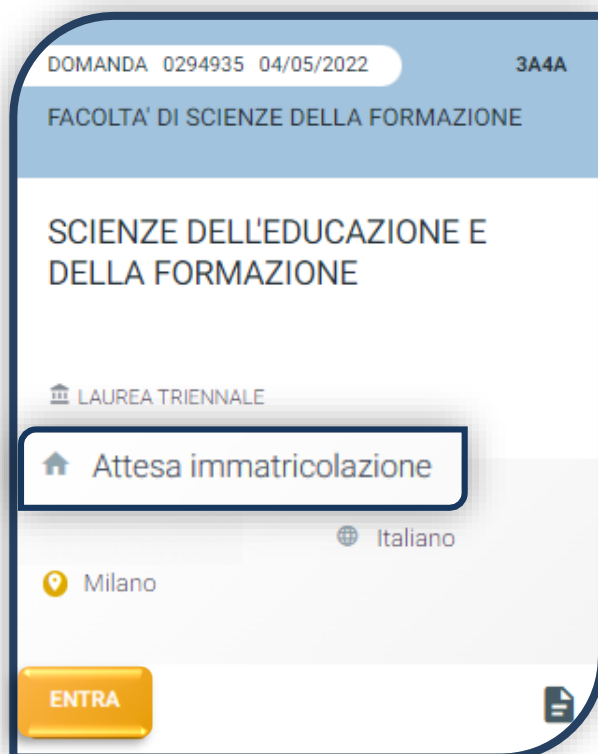 DOMANDA 0294935 04/05/2022 3A4A
FACOLTA' DI SCIENZE DELLA FORMAZIONE
SCIENZE DELL'EDUCAZIONE E
DELLA FORMAZIONE
LAUREA TRIENNALE
Attesa immatricolazione
Italiano
Milano
ENTRA